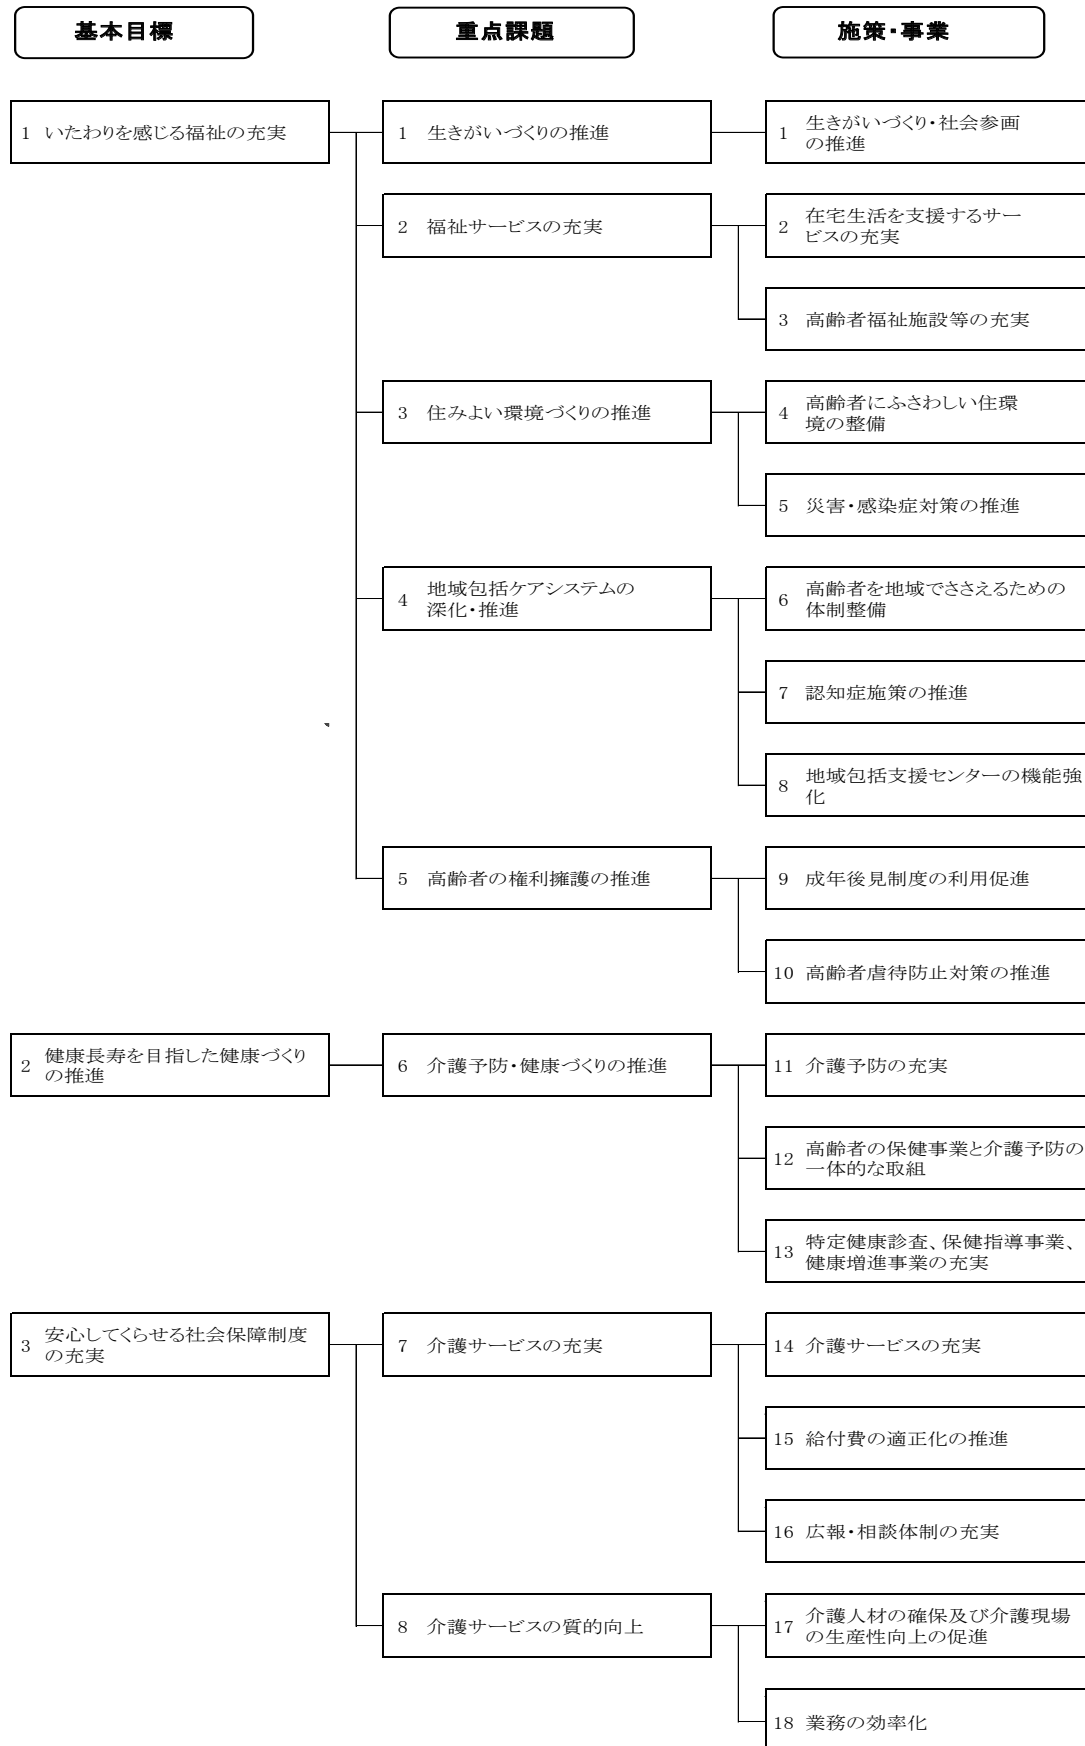 基本目標
重点課題
施策・事業
1 いたわりを感じる福祉の充実
1 生きがいづくりの推進
1 生きがいづくり・社会参画
の推進
2 福祉サービスの充実
2 在宅生活を支援するサー
ビスの充実
3 高齢者福祉施設等の充実
3 住みよい環境づくりの推進
4 高齢者にふさわしい住環
境の整備
5 災害・感染症対策の推進
4 地域包括ケアシステムの
深化・推進
6 高齢者を地域でささえるための
体制整備
7 認知症施策の推進
8 地域包括支援センターの機能強
化
5 高齢者の権利擁護の推進
9 成年後見制度の利用促進
10 高齢者虐待防止対策の推進
2 健康長寿を目指した健康づくり
の推進
6 介護予防・健康づくりの推進
11 介護予防の充実
12 高齢者の保健事業と介護予防の
一体的な取組
13 特定健康診査、保健指導事業、
健康増進事業の充実
3 安心してくらせる社会保障制度
の充実
7 介護サービスの充実
14 介護サービスの充実
15 給付費の適正化の推進
16 広報・相談体制の充実
8 介護サービスの質的向上
17 介護人材の確保及び介護現場
の生産性向上の促進
18 業務の効率化